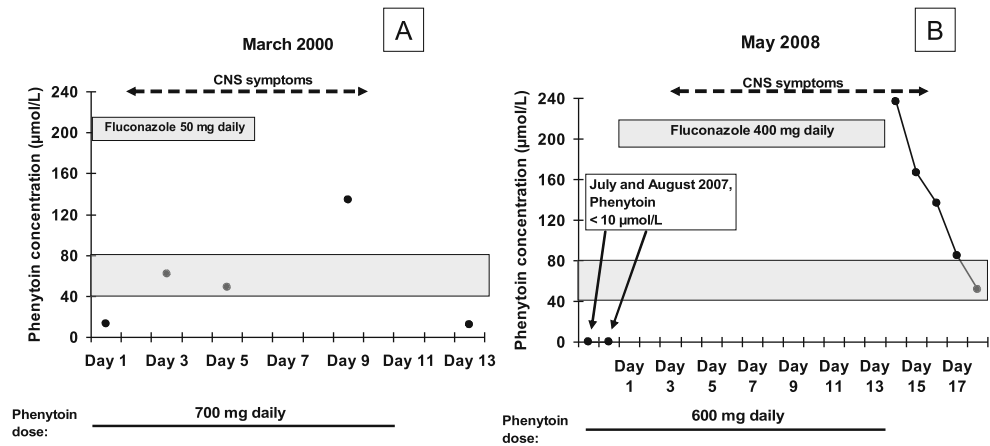 A
March 2000
CNS symptoms
Phenytoin concentration (µmol/L)
240
200
160
120
80
40
0
Fluconazole 50 mg daily
Day 1 Day 3 Day 5 Day 7 Day 9 Day 11 Day 13
Phenytoin
dose:
700 mg daily
B
May 2008
CNS symptoms
Phenytoin concentration (µmol/L)
240
200
160
120
80
40
0
Fluconazole 400 mg daily
July and August 2007,
Phenytoin
< 10 µmol/L
Day Day Day Day Day Day Day Day Day
1 3 5 7 9 11 13 15 17
Phenytoin
dose:
600 mg daily